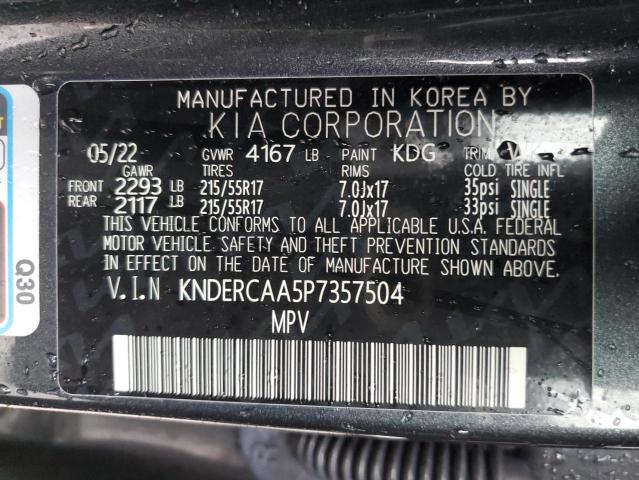 MANUFACTURED IN KOREA BY
KIA CORPORATION
05/22 GVWR 4167 LB PAINT KDG TRIM
GAWR TIRES RIMS COLD TIRE INFL
FRONT 2293 LB 215/55R17 7.0Jx17 35psi SINGLE
REAR 2117 LB 215/55R17 7.0Jx17 33psi SINGLE
THIS VEHICLE CONFORMS TO ALL APPLICABLE U.S.A. FEDERAL
MOTOR VEHICLE SAFETY AND THEFT PREVENTION STANDARDS
IN EFFECT ON THE DATE OF MANUFACTURE SHOWN ABOVE.
V.I.N KNDERCAA5P7357504
MPV
Q30